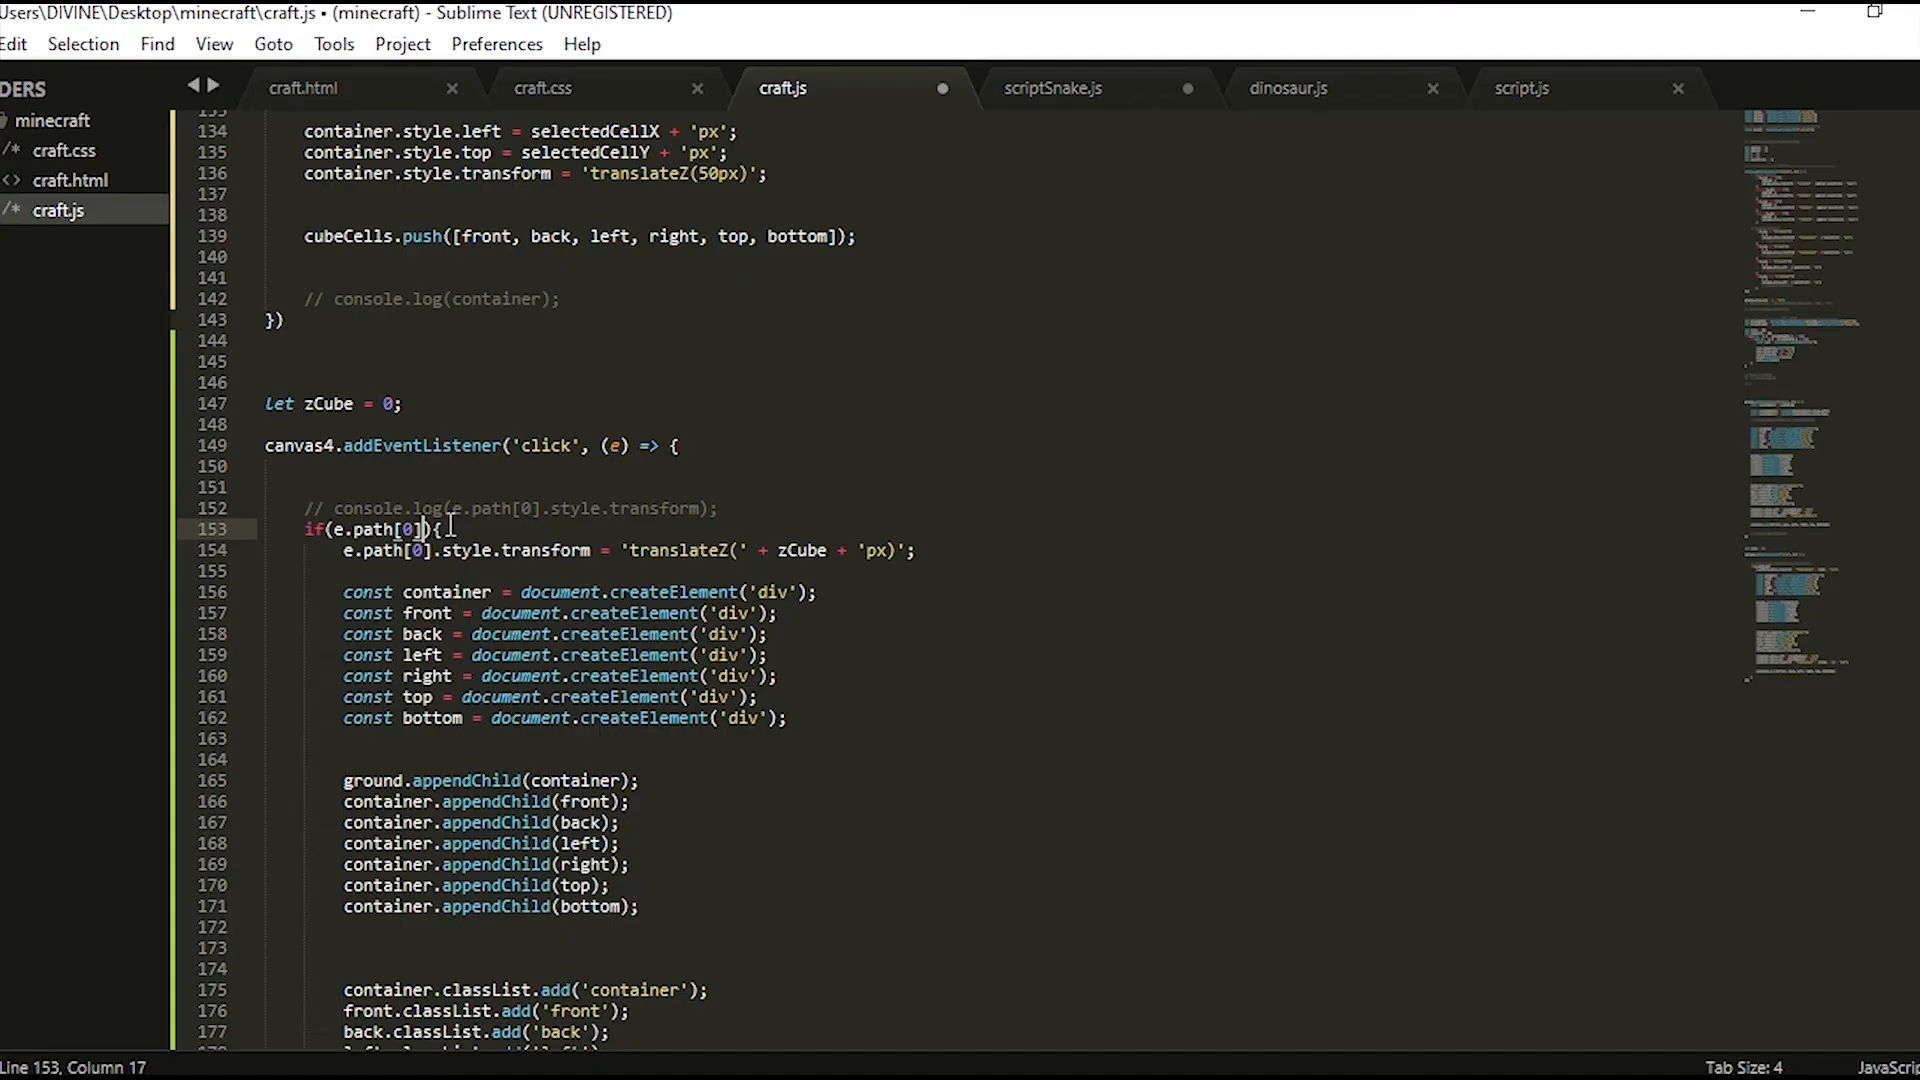 Users\DIVINE\Desktop\minecraft\craft.js • (minecraft) - Sublime Text (UNREGISTERED)
Edit Selection Find View Goto Tools Project Preferences Help
DERS
minecraft
/* craft.css
<> craft.html
/* craft.js
craft.html craft.css craft.js scriptSnake.js dinosaur.js script.js
134 container.style.left = selectedCellX + 'px';
135 container.style.top = selectedCellY + 'px';
136 container.style.transform = 'translateZ(50px)';
137
138
139 cubeCells.push([front, back, left, right, top, bottom]);
140
141
142 // console.log(container);
143 })
144
145
146
147 let zCube = 0;
148
149 canvas4.addEventListener('click', (e) => {
150
151
152 // console.log(e.path[0].style.transform);
153 if(e.path[0]){
154 e.path[0].style.transform = 'translateZ(' + zCube + 'px)';
155
156 const container = document.createElement('div');
157 const front = document.createElement('div');
158 const back = document.createElement('div');
159 const left = document.createElement('div');
160 const right = document.createElement('div');
161 const top = document.createElement('div');
162 const bottom = document.createElement('div');
163
164
165 ground.appendChild(container);
166 container.appendChild(front);
167 container.appendChild(back);
168 container.appendChild(left);
169 container.appendChild(right);
170 container.appendChild(top);
171 container.appendChild(bottom);
172
173
174
175 container.classList.add('container');
176 front.classList.add('front');
177 back.classList.add('back');
Line 153, Column 17
Tab Size: 4
JavaScrip